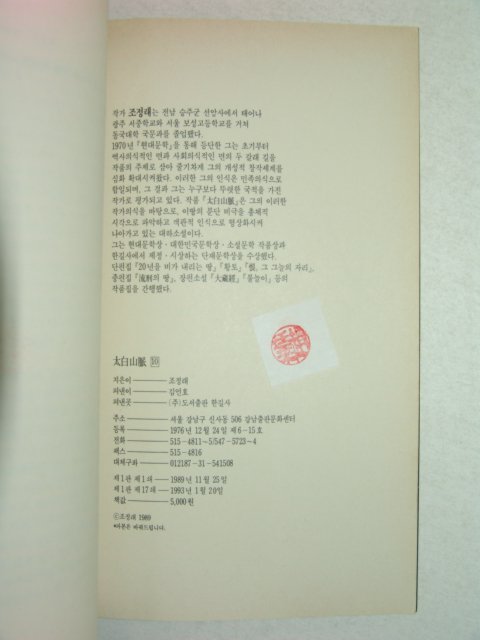 작가 조정래는 전남 승주군 선암사에서 태어나
광주 서중학교와 서울 보성고등학교를 거쳐
동국대학 국문과를 졸업했다.
1970년 『현대문학』을 통해 등단한 그는 초기부터
역사의식적인 면과 사회의식적인 면의 두 갈래 길을
작품의 주제로 삼아 줄기차게 그의 개성적 창작세계를
심화 확대시켜왔다. 이러한 그의 인식은 민족의식으로
합일되며, 그 결과 그는 누구보다 뚜렷한 국적을 가진
작가로 평가되고 있다. 작품 『太白山脈』은 그의 이러한
작가의식을 바탕으로, 이땅의 분단 비극을 총체적
시각으로 파악하고 객관적 인식으로 형상화시켜
나아가고 있는 대하소설이다.
그는 현대문학상·대한민국문학상·소설문학 작품상과
한길사에서 제정·시상하는 단재문학상을 수상했다.
단편집 『20년을 비가 내리는 땅』 『황토』 『恨, 그 그늘의 자리』,
중편집 『流刑의 땅』, 장편소설 『大藏經』 『불놀이』 등의
작품집을 간행했다.
太白山脈 10
지은이 ――― 조정래
펴낸이 ――― 김언호
펴낸곳 ――― (주)도서출판 한길사
주소 ――― 서울 강남구 신사동 506 강남출판문화센터
등록 ――― 1976년 12월 24일 제6-15호
전화 ――― 515-4811~5/547-5723~4
팩스 ――― 515-4816
대체구좌 ――― 012187-31-541508
제1판 제1쇄 ― 1989년 11월 25일
제1판 제17쇄 ― 1993년 1월 20일
책값 ――― 5,000원
ⓒ조정래 1989
*파본은 바꿔드립니다.